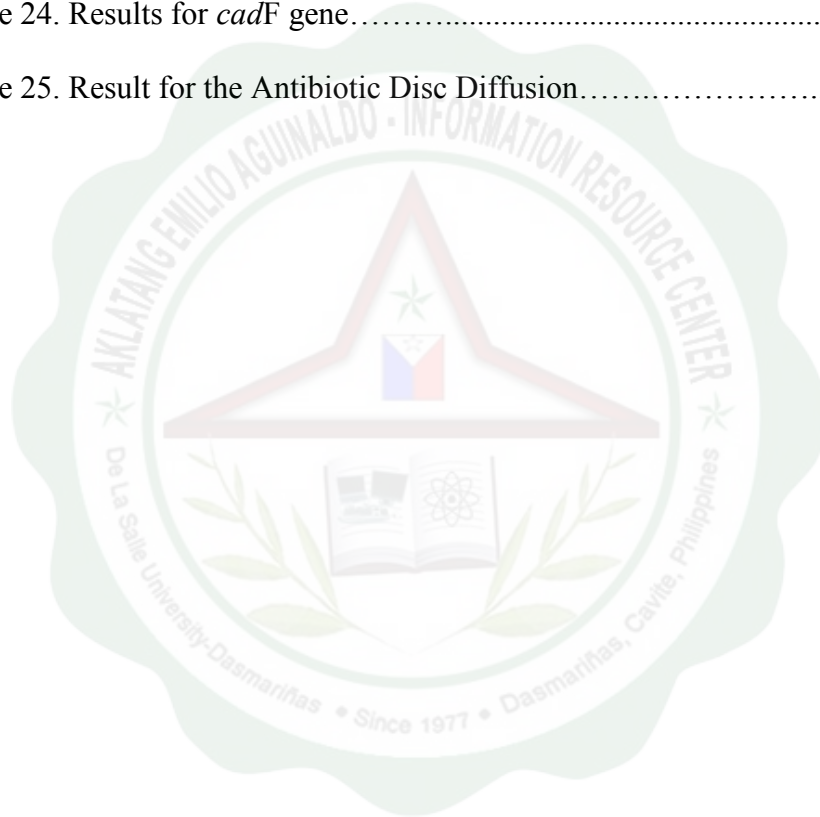 e 24. Results for cadF gene………............................................
e 25. Result for the Antibiotic Disc Diffusion…….……………….
AKLATANG EMILIO AGUINALDO - INFORMATION RESOURCE CENTER
De La Salle University-Dasmariñas • Since 1977 • Dasmariñas, Cavite, Philippines